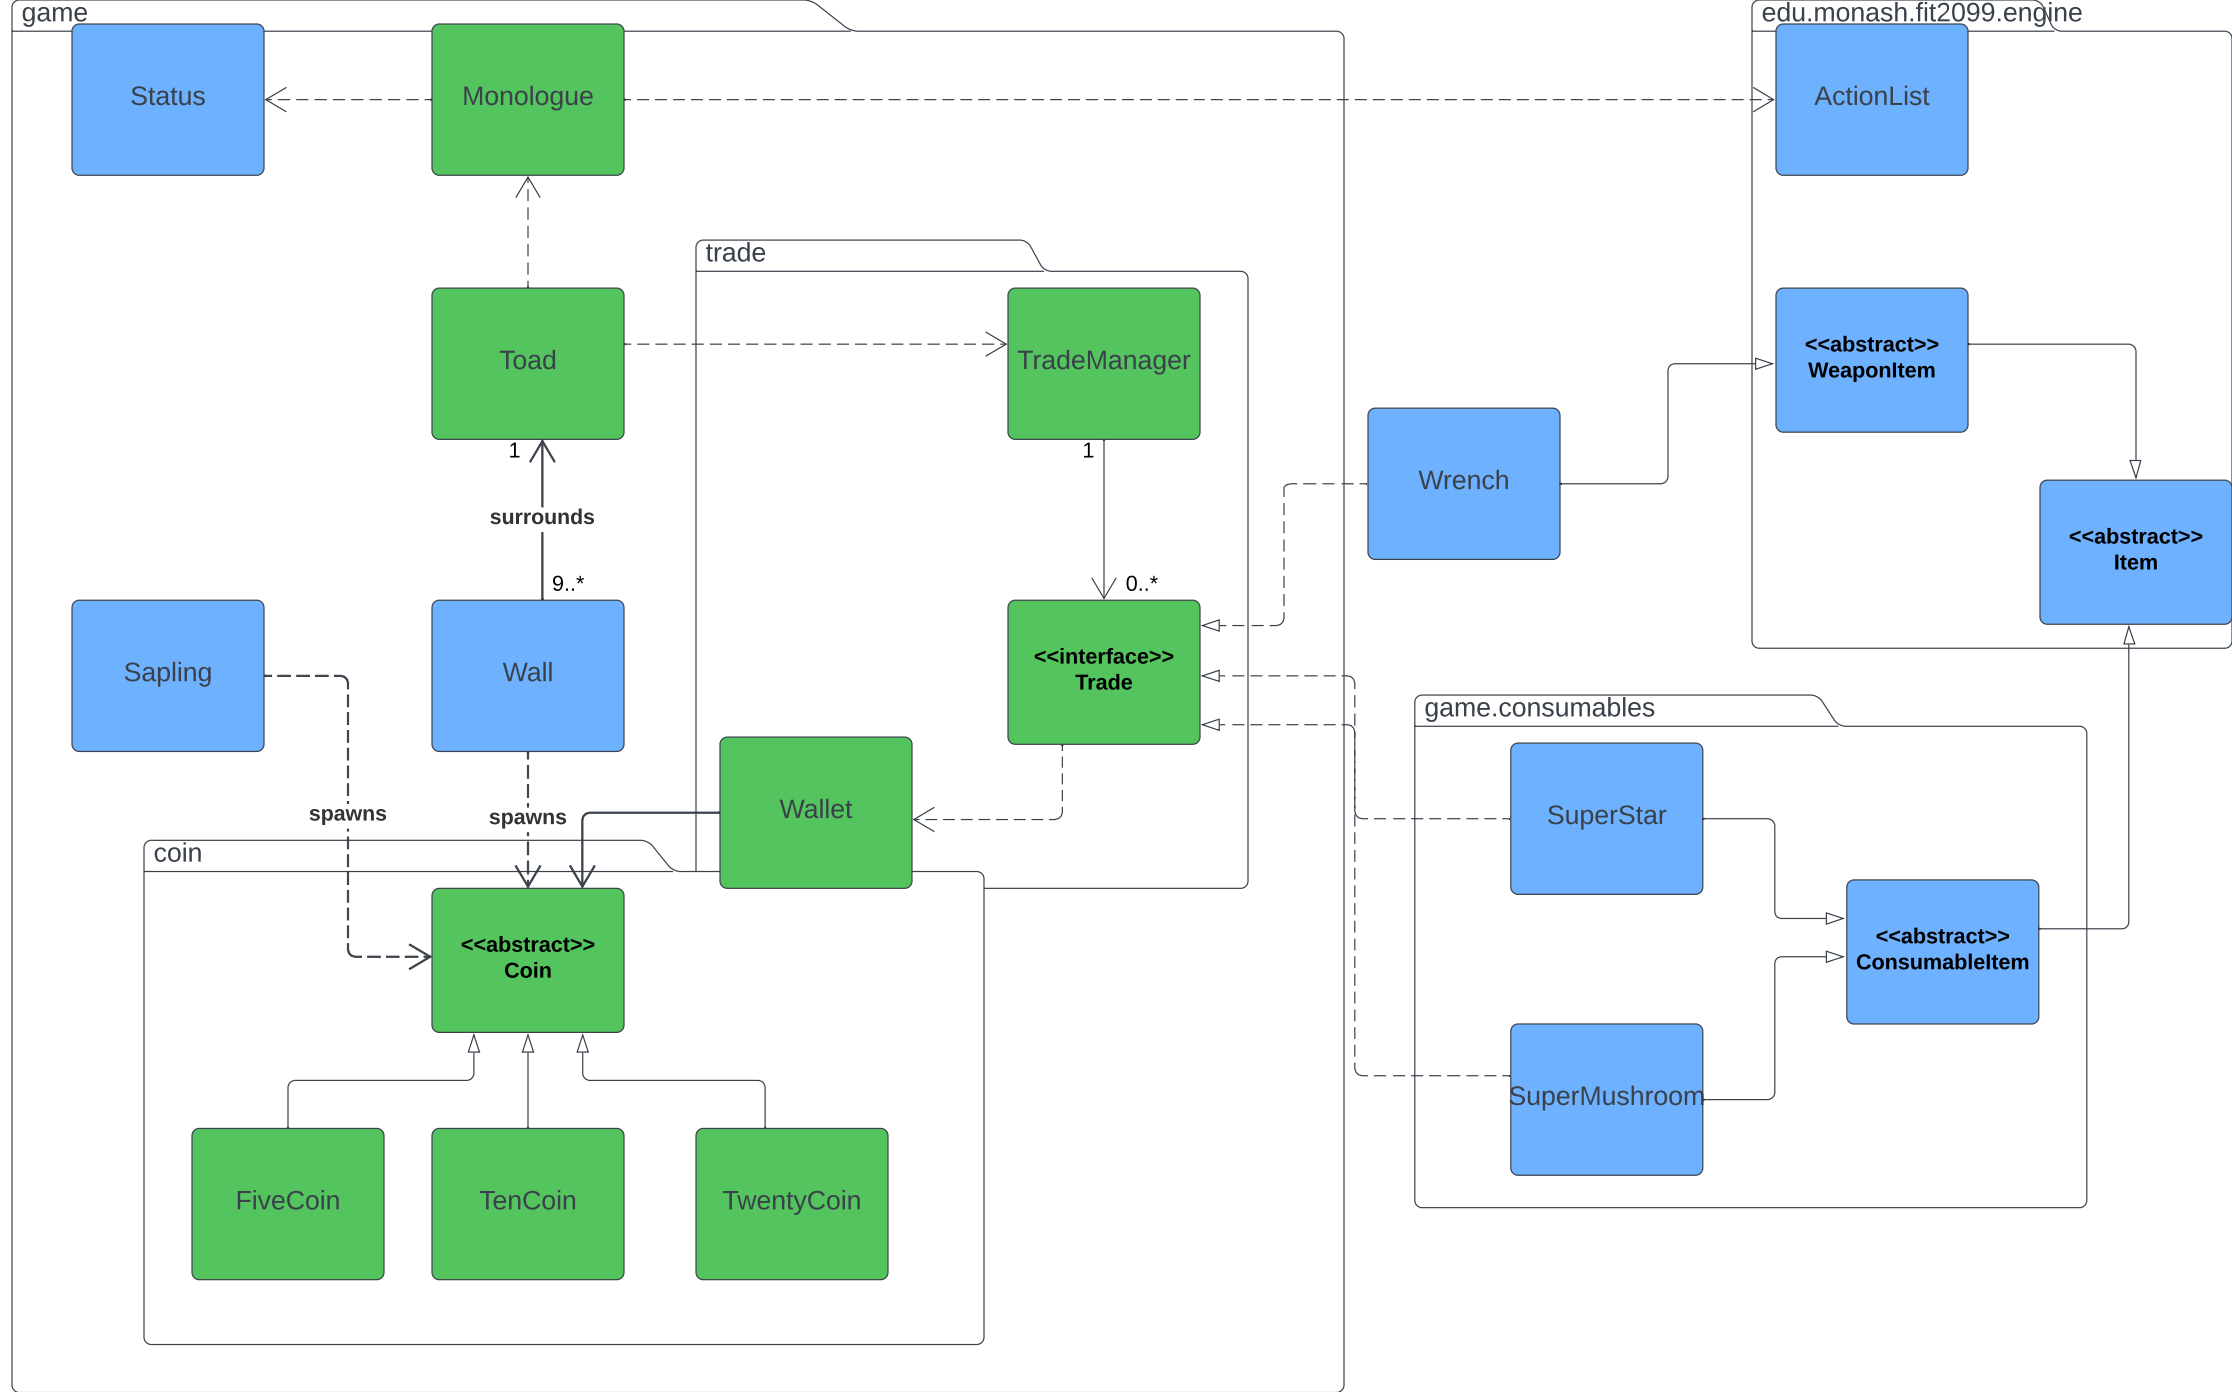 game
edu.monash.fit2099.engine
Status
Monologue
ActionList
trade
Toad
TradeManager
<<abstract>>
WeaponItem
1
1
Wrench
surrounds
<<abstract>>
Item
9..*
0..*
Sapling
Wall
<<interface>>
Trade
game.consumables
Wallet
SuperStar
spawns
spawns
coin
<<abstract>>
Coin
<<abstract>>
ConsumableItem
SuperMushroom
FiveCoin
TenCoin
TwentyCoin